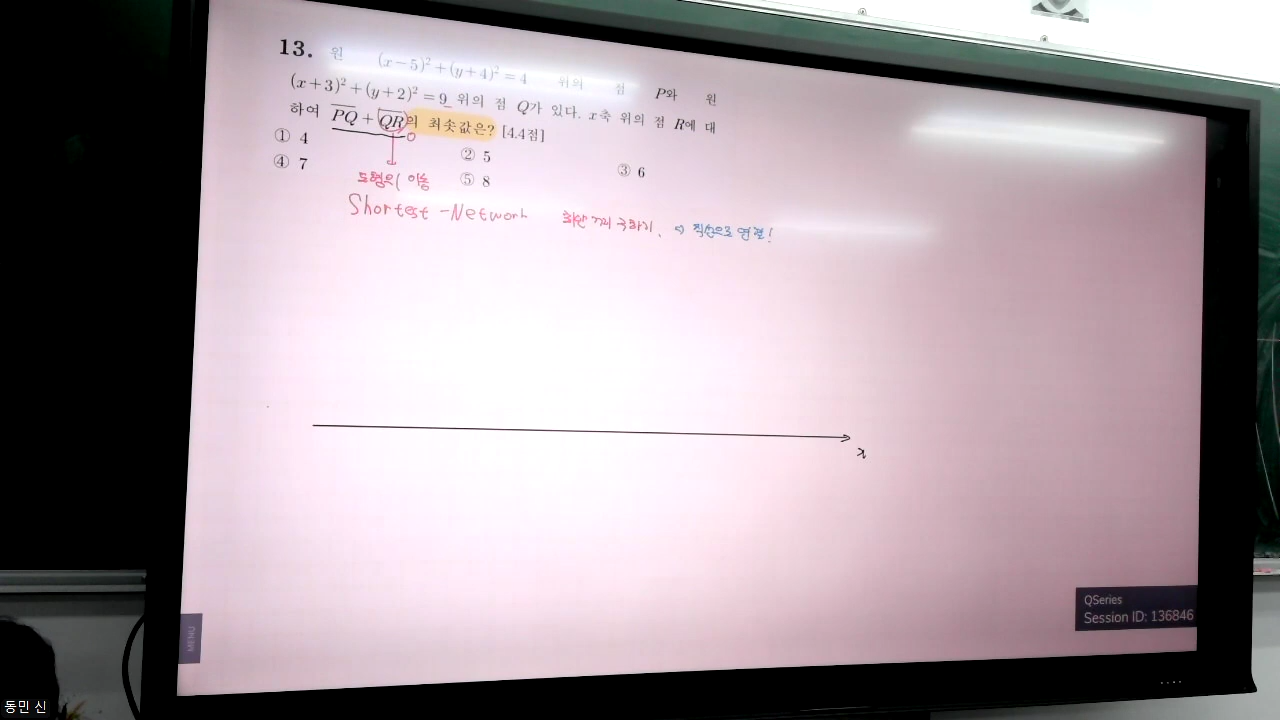 13. 원 (x-5)²+(y+4)²=4 위의 점 P와 원
(x+3)²+(y+2)²=9 위의 점 Q가 있다. x축 위의 점 R에 대
하여 PQ+QR의 최솟값은? [4.4점]
① 4 ② 5 ③ 6
④ 7 ⑤ 8
도형의 이동
Shortest-Network 최단 거리 구하기. ⇨ 직선으로 연결!
x
MENU
QSeries
Session ID: 136846
동민 신